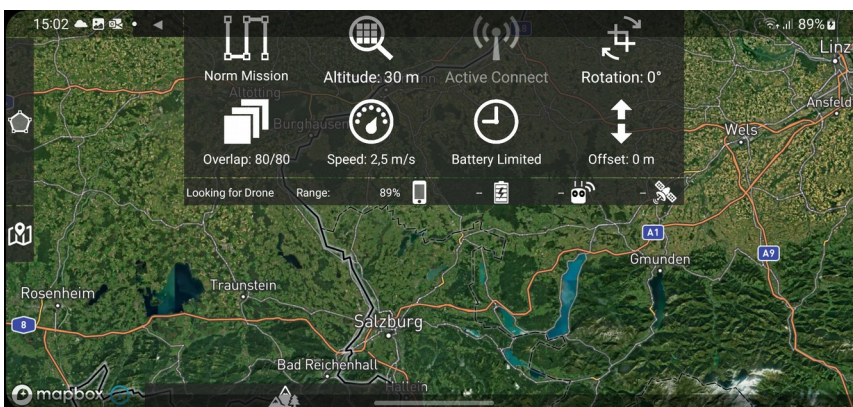 15:02 89%
Norm Mission Altitude: 30 m Active Connect Rotation: 0°
Linz
Altötting
Burghausen
Ansfeld
Wels
Overlap: 80/80 Speed: 2,5 m/s Battery Limited Offset: 0 m
Looking for Drone Range: 89% -- -- --
A1
A9
Gmunden
Rosenheim
Traunstein
8
Salzburg
Bad Reichenhall
Hallein
mapbox